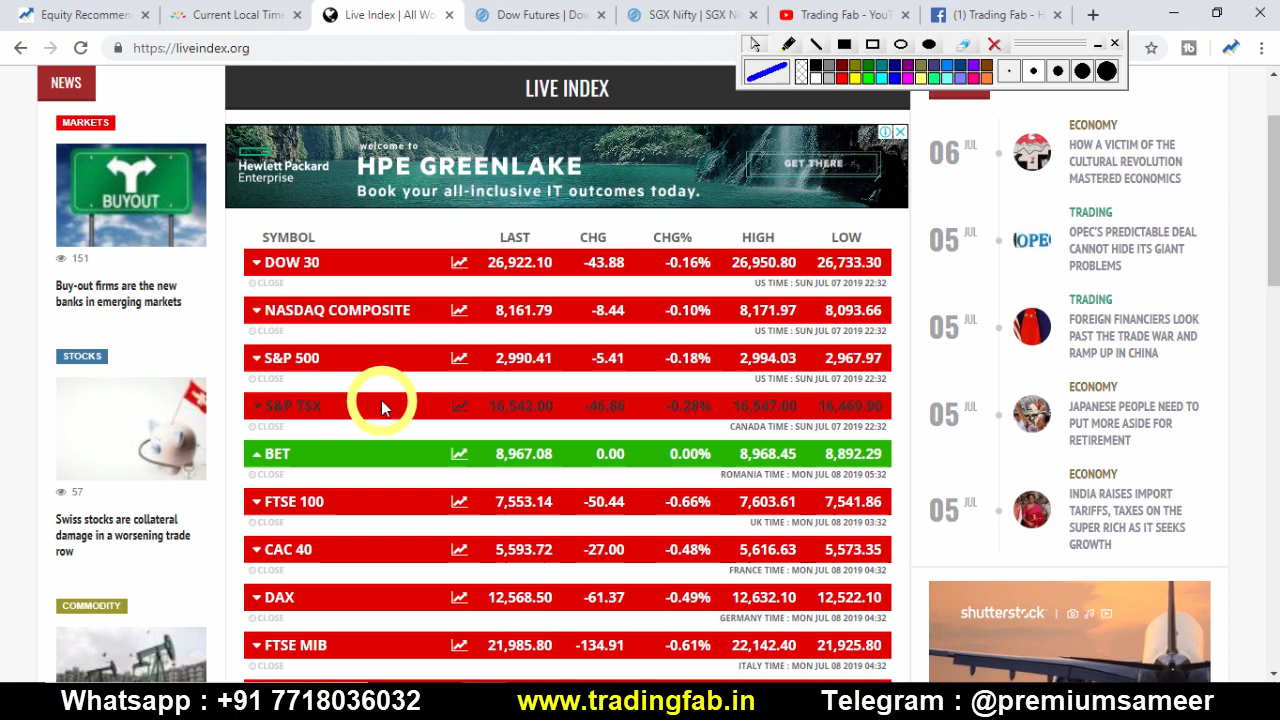 Equity Recommen
Current Local Time
Live Index | All Wo
Dow Futures | Dow
SGX Nifty | SGX N
Trading Fab - YouT
(1) Trading Fab - H
https://liveindex.org
NEWS
MARKETS
BUYOUT
151
Buy-out firms are the new
banks in emerging markets
STOCKS
57
Swiss stocks are collateral
damage in a worsening trade
row
COMMODITY
LIVE INDEX
Hewlett Packard
Enterprise
welcome to
HPE GREENLAKE
Book your all-inclusive IT outcomes today.
GET THERE
SYMBOL LAST CHG CHG% HIGH LOW
DOW 30 26,922.10 -43.88 -0.16% 26,950.80 26,733.30
CLOSE US TIME : SUN JUL 07 2019 22:32
NASDAQ COMPOSITE 8,161.79 -8.44 -0.10% 8,171.97 8,093.66
CLOSE US TIME : SUN JUL 07 2019 22:32
S&P 500 2,990.41 -5.41 -0.18% 2,994.03 2,967.97
CLOSE US TIME : SUN JUL 07 2019 22:32
S&P TSX 16,542.00 -46.86 -0.28% 16,547.00 16,469.90
CLOSE CANADA TIME : SUN JUL 07 2019 22:32
BET 8,967.08 0.00 0.00% 8,968.45 8,892.29
CLOSE ROMANIA TIME : MON JUL 08 2019 05:32
FTSE 100 7,553.14 -50.44 -0.66% 7,603.61 7,541.86
CLOSE UK TIME : MON JUL 08 2019 03:32
CAC 40 5,593.72 -27.00 -0.48% 5,616.63 5,573.35
CLOSE FRANCE TIME : MON JUL 08 2019 04:32
DAX 12,568.50 -61.37 -0.49% 12,632.10 12,522.10
CLOSE GERMANY TIME : MON JUL 08 2019 04:32
FTSE MIB 21,985.80 -134.91 -0.61% 22,142.40 21,925.80
CLOSE ITALY TIME : MON JUL 08 2019 04:32
06 JUL
ECONOMY
HOW A VICTIM OF THE
CULTURAL REVOLUTION
MASTERED ECONOMICS
05 JUL
OPEC
TRADING
OPEC'S PREDICTABLE DEAL
CANNOT HIDE ITS GIANT
PROBLEMS
05 JUL
TRADING
FOREIGN FINANCIERS LOOK
PAST THE TRADE WAR AND
RAMP UP IN CHINA
05 JUL
ECONOMY
JAPANESE PEOPLE NEED TO
PUT MORE ASIDE FOR
RETIREMENT
05 JUL
ECONOMY
INDIA RAISES IMPORT
TARIFFS, TAXES ON THE
SUPER RICH AS IT SEEKS
GROWTH
shutterstock
Whatsapp : +91 7718036032 www.tradingfab.in Telegram : @premiumsameer